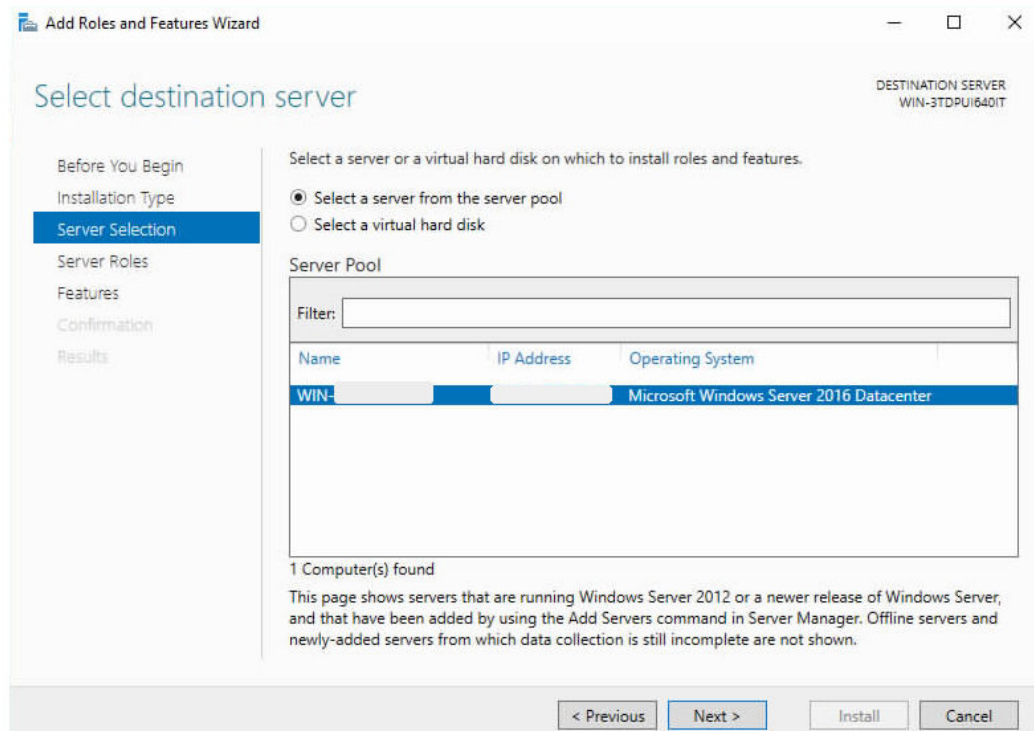 Add Roles and Features Wizard
Select destination server
DESTINATION SERVER
WIN-3TDPUI640IT
Before You Begin
Installation Type
Server Selection
Server Roles
Features
Confirmation
Results
Select a server or a virtual hard disk on which to install roles and features.
Select a server from the server pool
Select a virtual hard disk
Server Pool
Filter:
Name IP Address Operating System
WIN- Microsoft Windows Server 2016 Datacenter
1 Computer(s) found
This page shows servers that are running Windows Server 2012 or a newer release of Windows Server,
and that have been added by using the Add Servers command in Server Manager. Offline servers and
newly-added servers from which data collection is still incomplete are not shown.
< Previous Next > Install Cancel